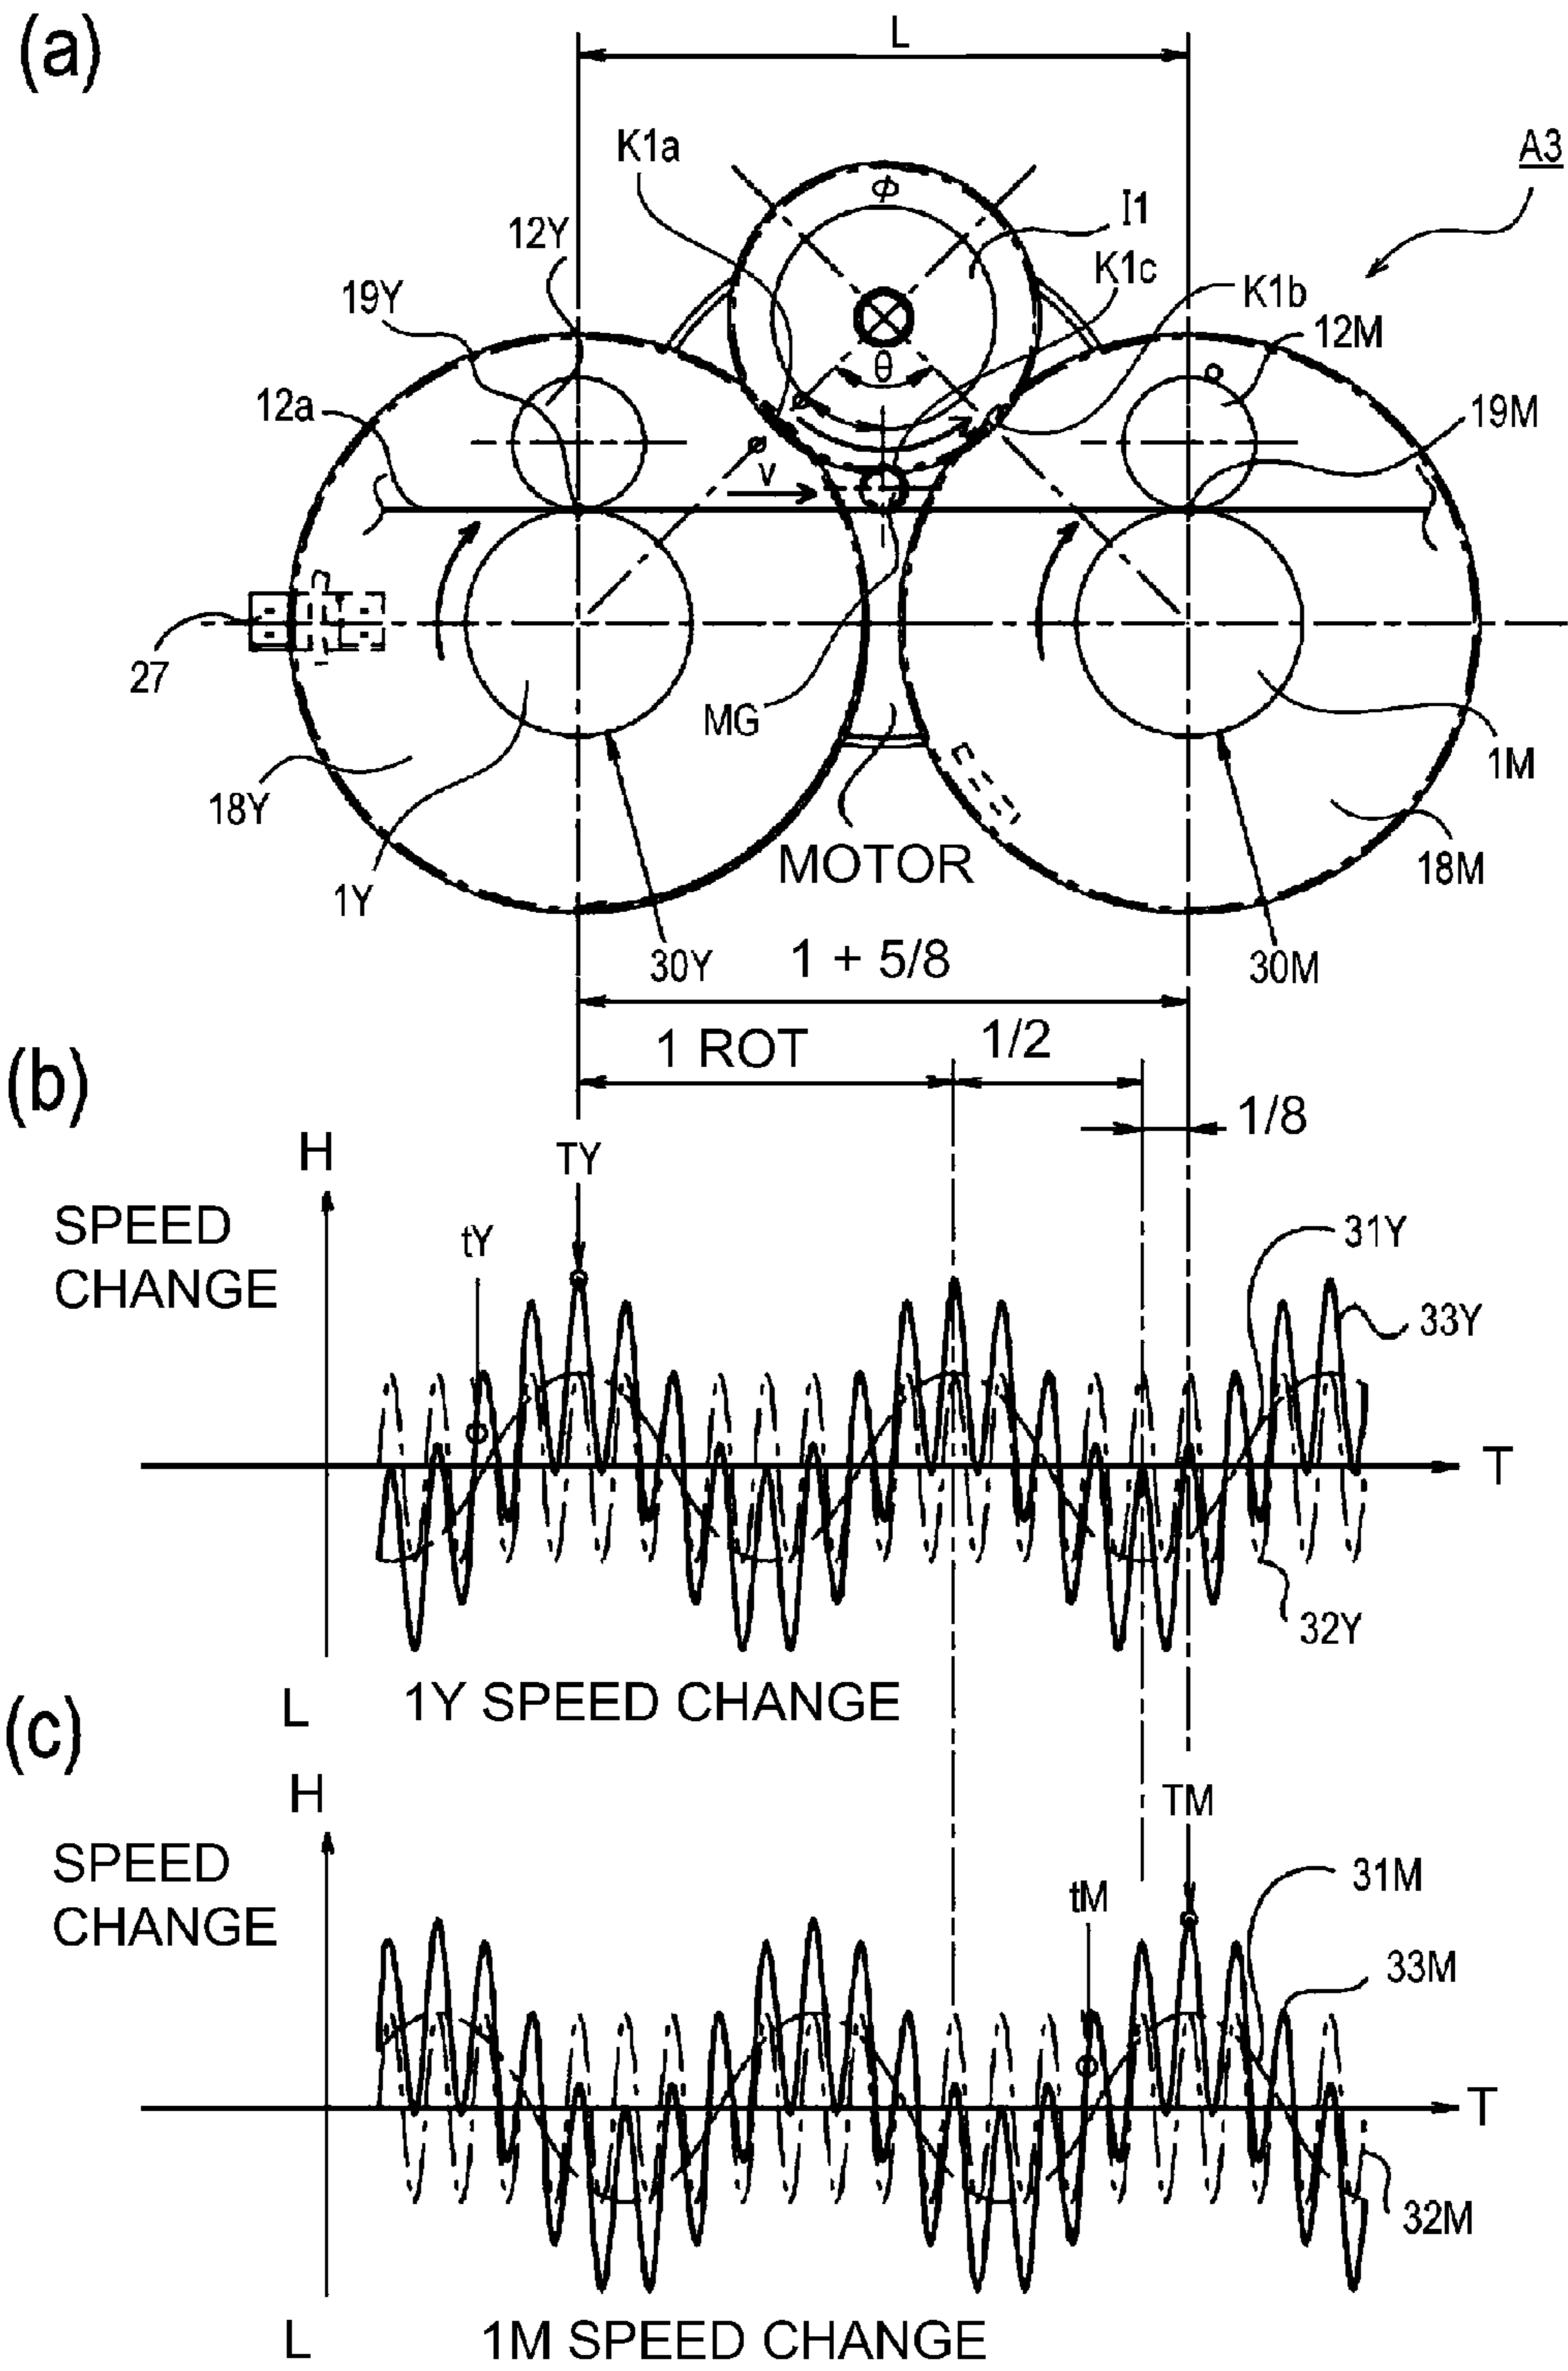 (a)
L
K1a
A3
ϕ
I1
12Y
K1c
19Y
K1b
12M
θ
12a
19M
V
27
MG
1M
18Y
MOTOR
18M
1Y
30Y
1 + 5/8
30M
1 ROT
1/2
(b)
1/8
H
TY
SPEED
CHANGE
tY
31Y
33Y
T
32Y
L
1Y SPEED CHANGE
(c)
H
TM
SPEED
CHANGE
tM
31M
33M
T
32M
L
1M SPEED CHANGE